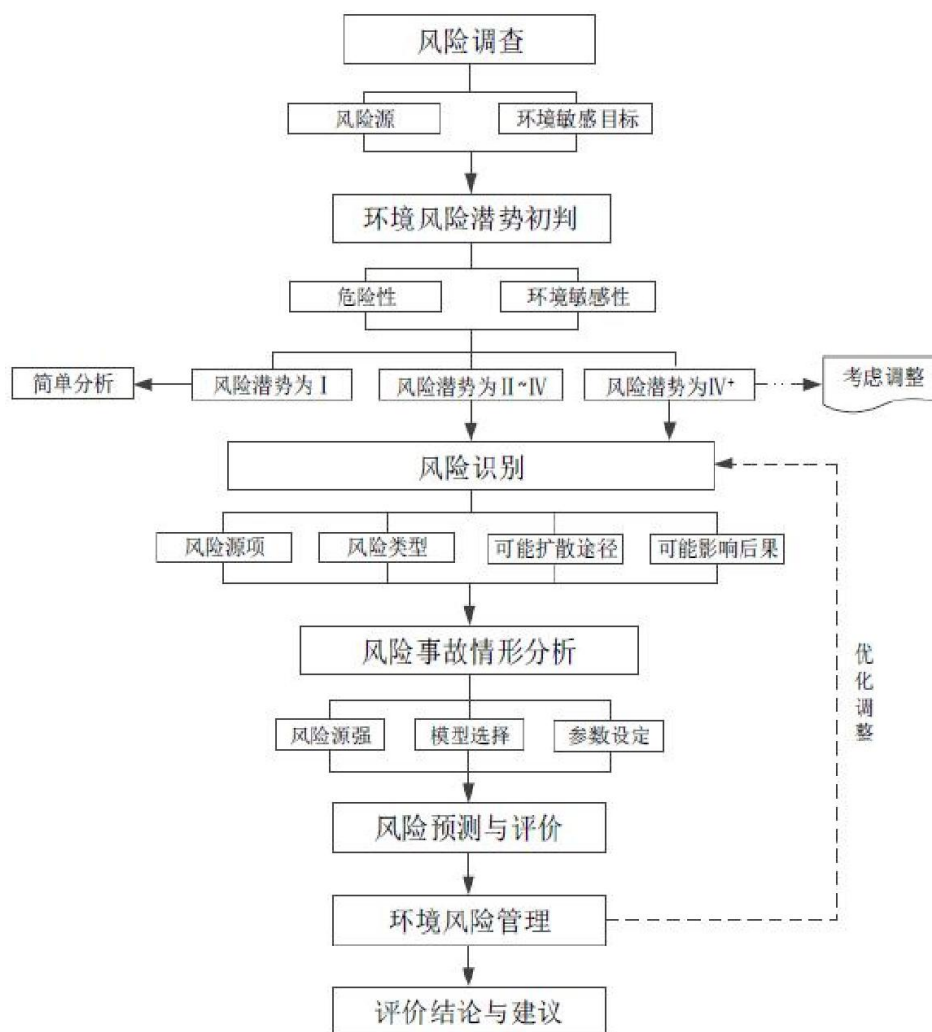 风险调查
风险源
环境敏感目标
环境风险潜势初判
危险性
环境敏感性
简单分析
风险潜势为Ⅰ
风险潜势为Ⅱ~Ⅳ
风险潜势为Ⅳ⁺
考虑调整
风险识别
风险源项
风险类型
可能扩散途径
可能影响后果
风险事故情形分析
优化调整
风险源强
模型选择
参数设定
风险预测与评价
环境风险管理
评价结论与建议